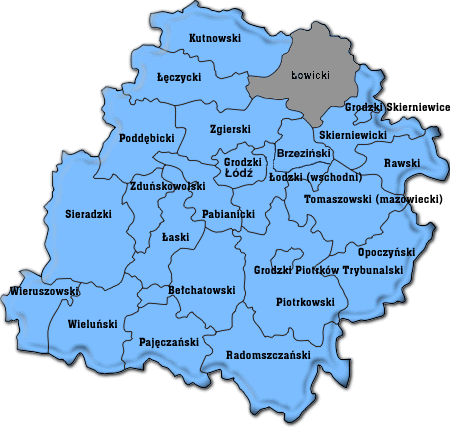 Kutnowski
Łęczycki
Łowicki
Grodzki Skierniewice
Poddębicki
Zgierski
Skierniewicki
Brzeziński
Rawski
Grodzki
Łódź
Łodzki (wschodni)
Zduńskowolski
Tomaszowski (mazowiecki)
Sieradzki
Pabianicki
Łaski
Opoczyński
Grodzki Piotrków Trybunalski
Wieruszowski
Bełchatowski
Piotrkowski
Wieluński
Pajęczański
Radomszczański